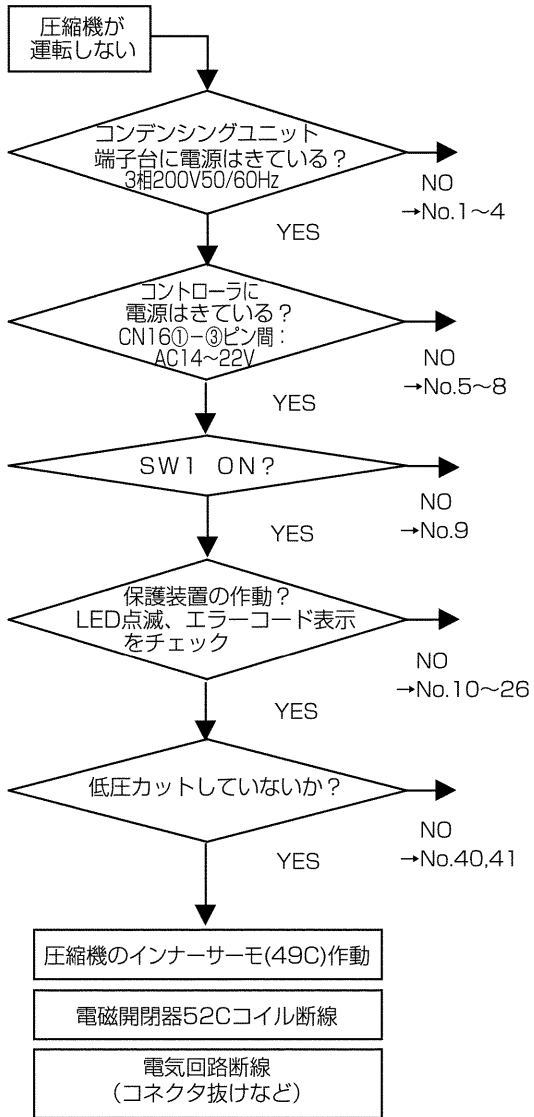 圧縮機が
運転しない
コンデンシングユニット
端子台に電源はきている？
3相200V50/60Hz
NO
→No.1～4
YES
コントローラに
電源はきている？
CN16①－③ピン間：
AC14～22V
NO
→No.5～8
YES
SW1 ON？
NO
→No.9
YES
保護装置の作動？
LED点滅、エラーコード表示
をチェック
NO
→No.10～26
YES
低圧カットしていないか？
NO
→No.40,41
YES
圧縮機のインナーサーモ(49C)作動
電磁開閉器52Cコイル断線
電気回路断線
（コネクタ抜けなど）